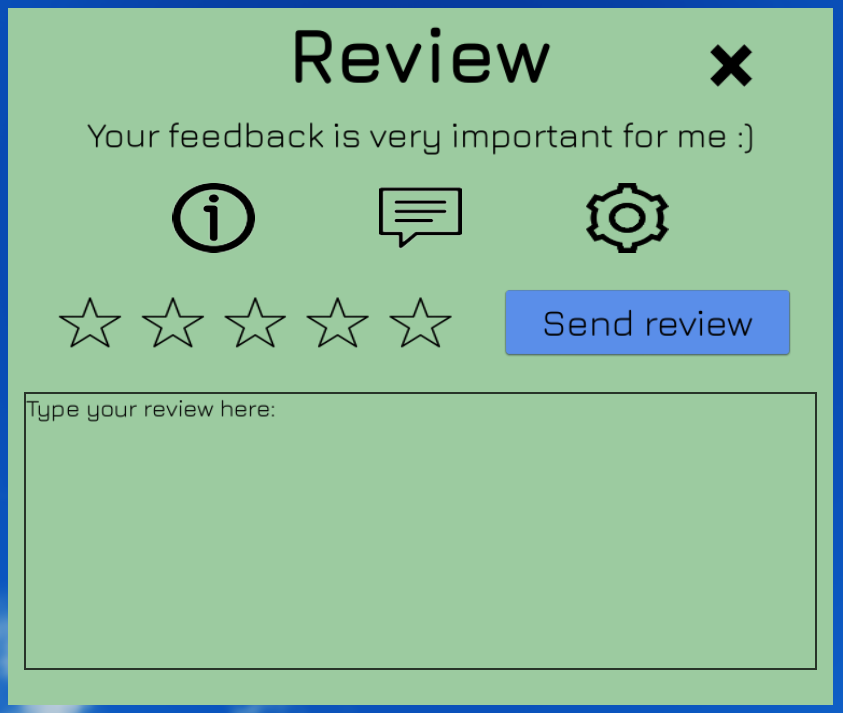 Review
Your feedback is very important for me :)
Send review
Type your review here: